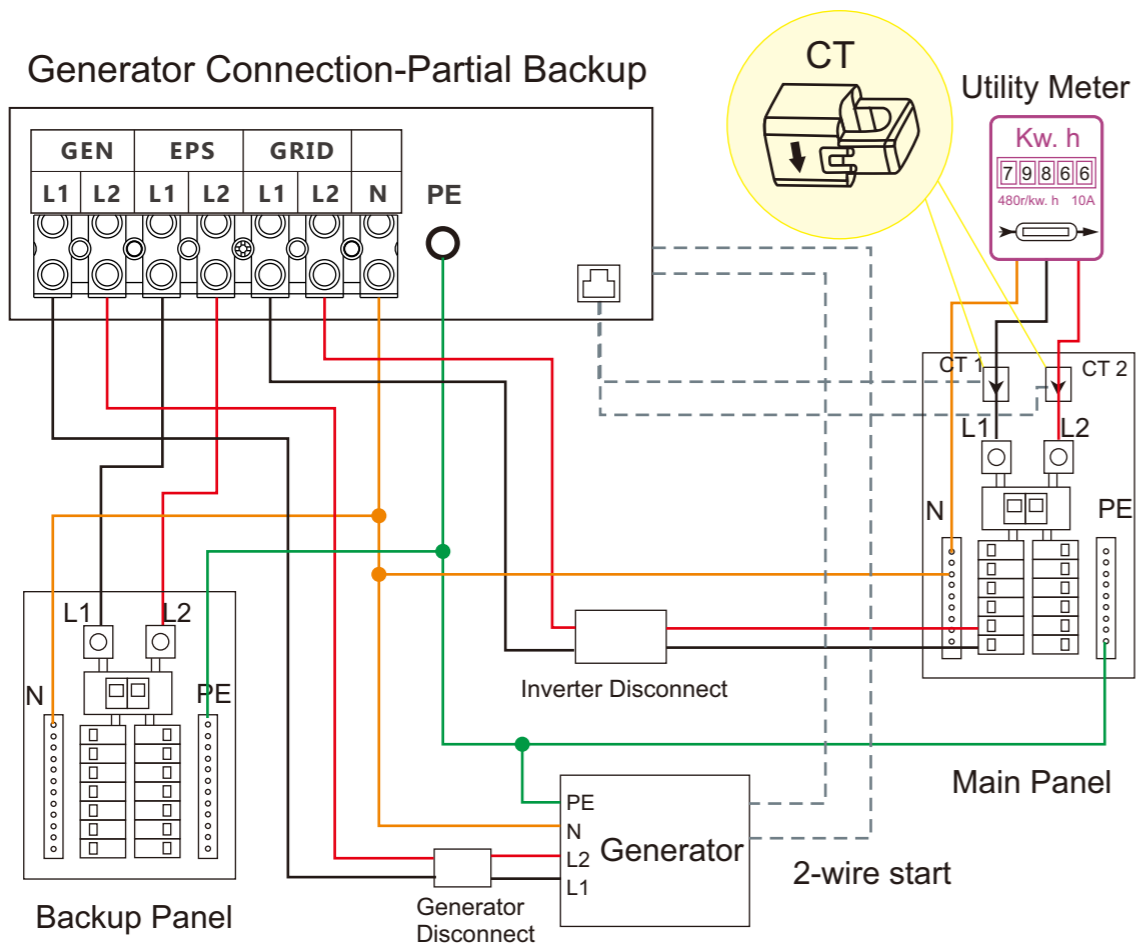 Generator Connection-Partial Backup
CT
Utility Meter
Kw. h
79866
480r/kw. h 10A
GEN EPS GRID
L1 L2 L1 L2 L1 L2 N PE
CT 1 CT 2
L1 L2
N PE
L1 L2
N PE
Inverter Disconnect
Main Panel
PE
N
L2
L1
Generator
2-wire start
Generator
Disconnect
Backup Panel